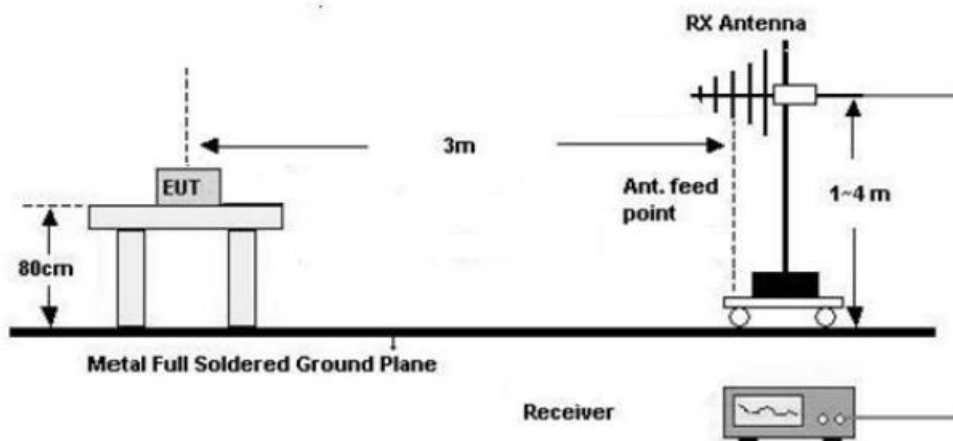 RX Antenna
3m
EUT
Ant. feed
point
1~4 m
80cm
Metal Full Soldered Ground Plane
Receiver